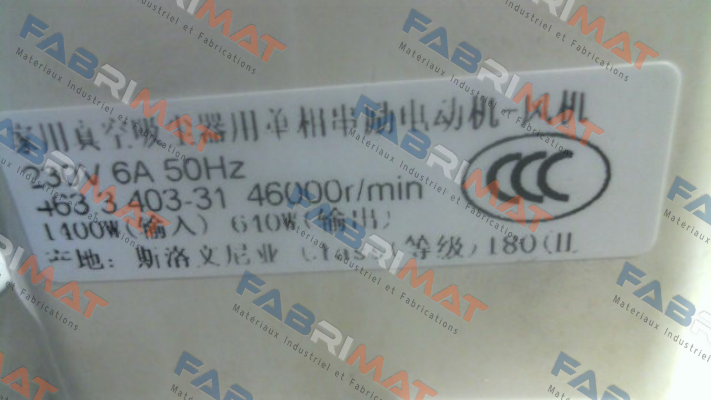 家用真空吸尘器用单相串励电动机-风机
230V 6A 50Hz
463.3.403-31 46000r/min
1400W(输入) 640W(输出)
产地: 斯洛文尼亚 等级) 180(H
CCC
FABRIMAT
Materiaux Industriel et Fabrications